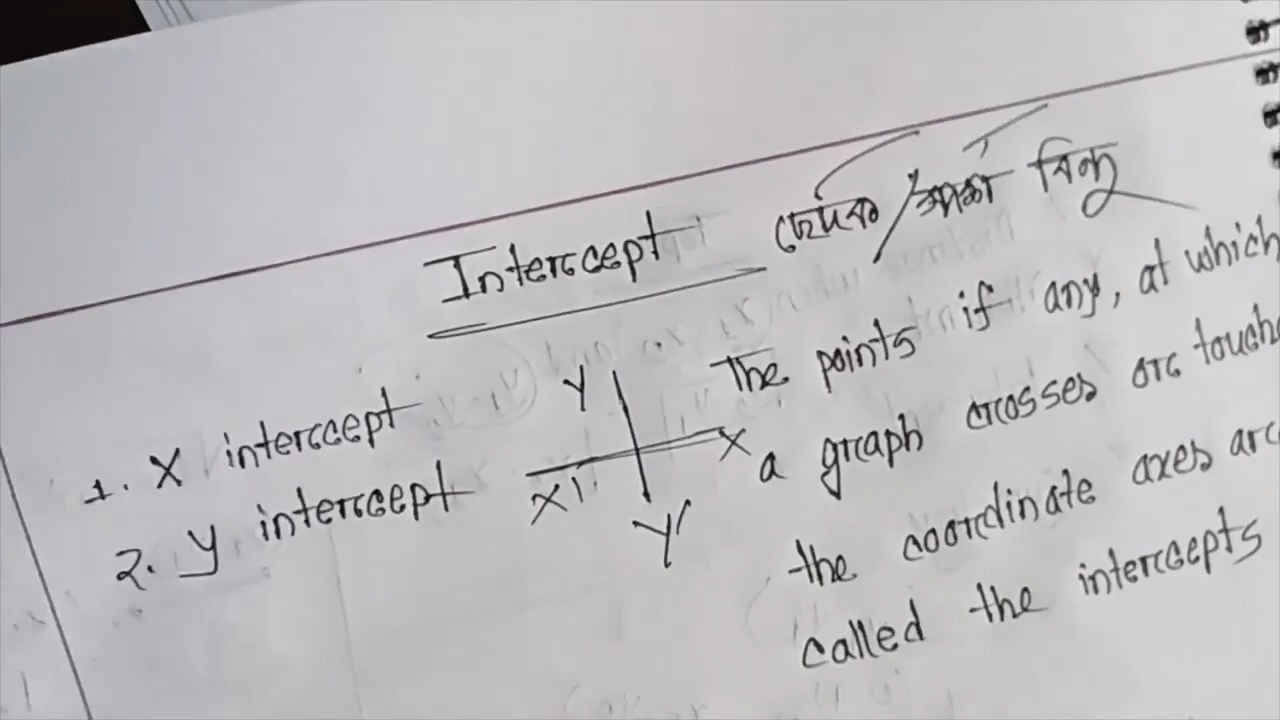 Intercept ছেদক / অক্ষ বিন্দু
1. X intercept
2. Y intercept
Y
X
X'
Y'
The points if any, at which
a graph crosses or touch
the coordinate axes are
called the intercepts